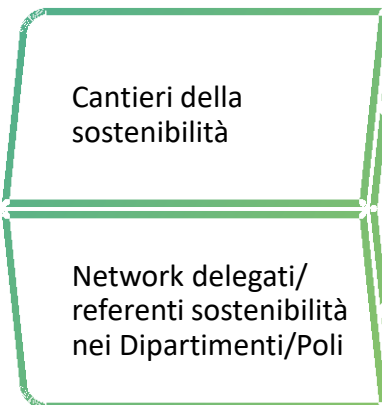 Cantieri della
sostenibilità
Network delegati/
referenti sostenibilità
nei Dipartimenti/Poli